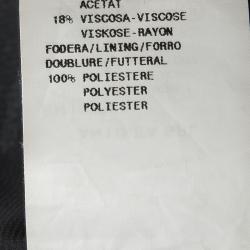 ACETAT
18% VISCOSA-VISCOSE
VISKOSE-RAYON
FODERA/LINING/FORRO
DOUBLURE/FUTTERAL
100% POLIESTERE
POLYESTER
POLIESTER